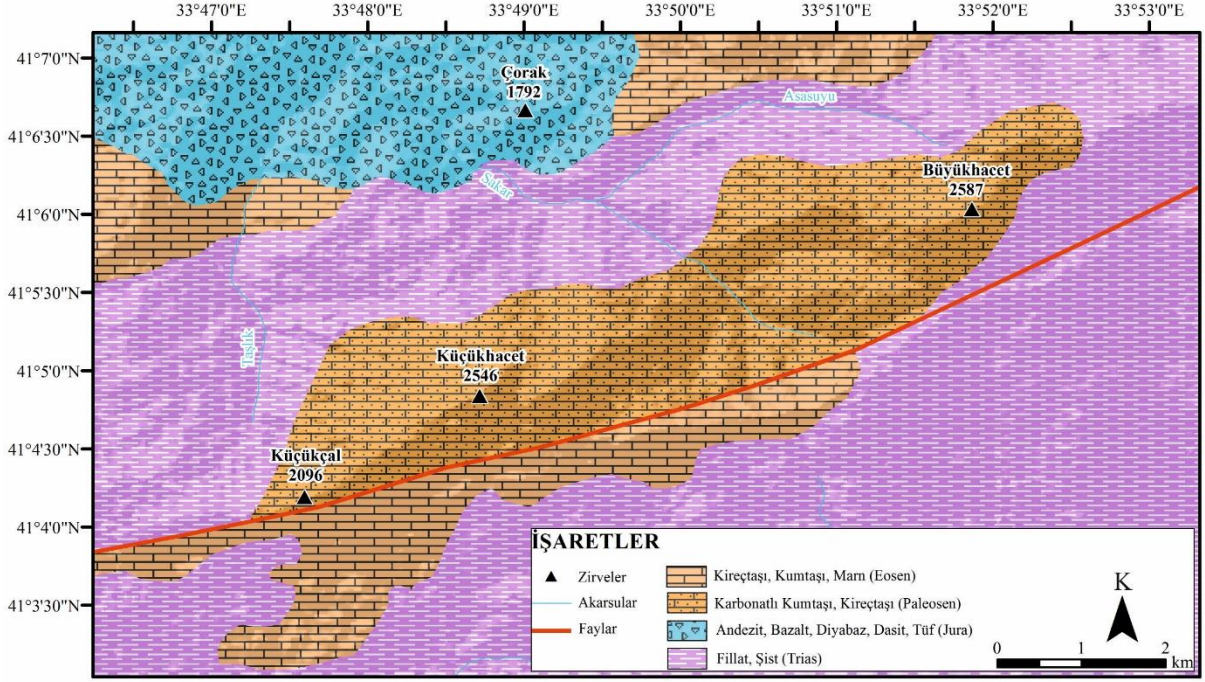 33°47'0"E 33°48'0"E 33°49'0"E 33°50'0"E 33°51'0"E 33°52'0"E 33°53'0"E
41°7'0"N
41°6'30"N
41°6'0"N
41°5'30"N
41°5'0"N
41°4'30"N
41°4'0"N
41°3'30"N
Çorak
1792
Asasuyu
Sakar
Büyükhacet
2587
Taşlık
Küçükhacet
2546
Küçükçal
2096
İŞARETLER
Zirveler
Akarsular
Faylar
Kireçtaşı, Kumtaşı, Marn (Eosen)
Karbonatlı Kumtaşı, Kireçtaşı (Paleosen)
Andezit, Bazalt, Diyabaz, Dasit, Tüf (Jura)
Fillat, Şist (Trias)
K
0 1 2
km